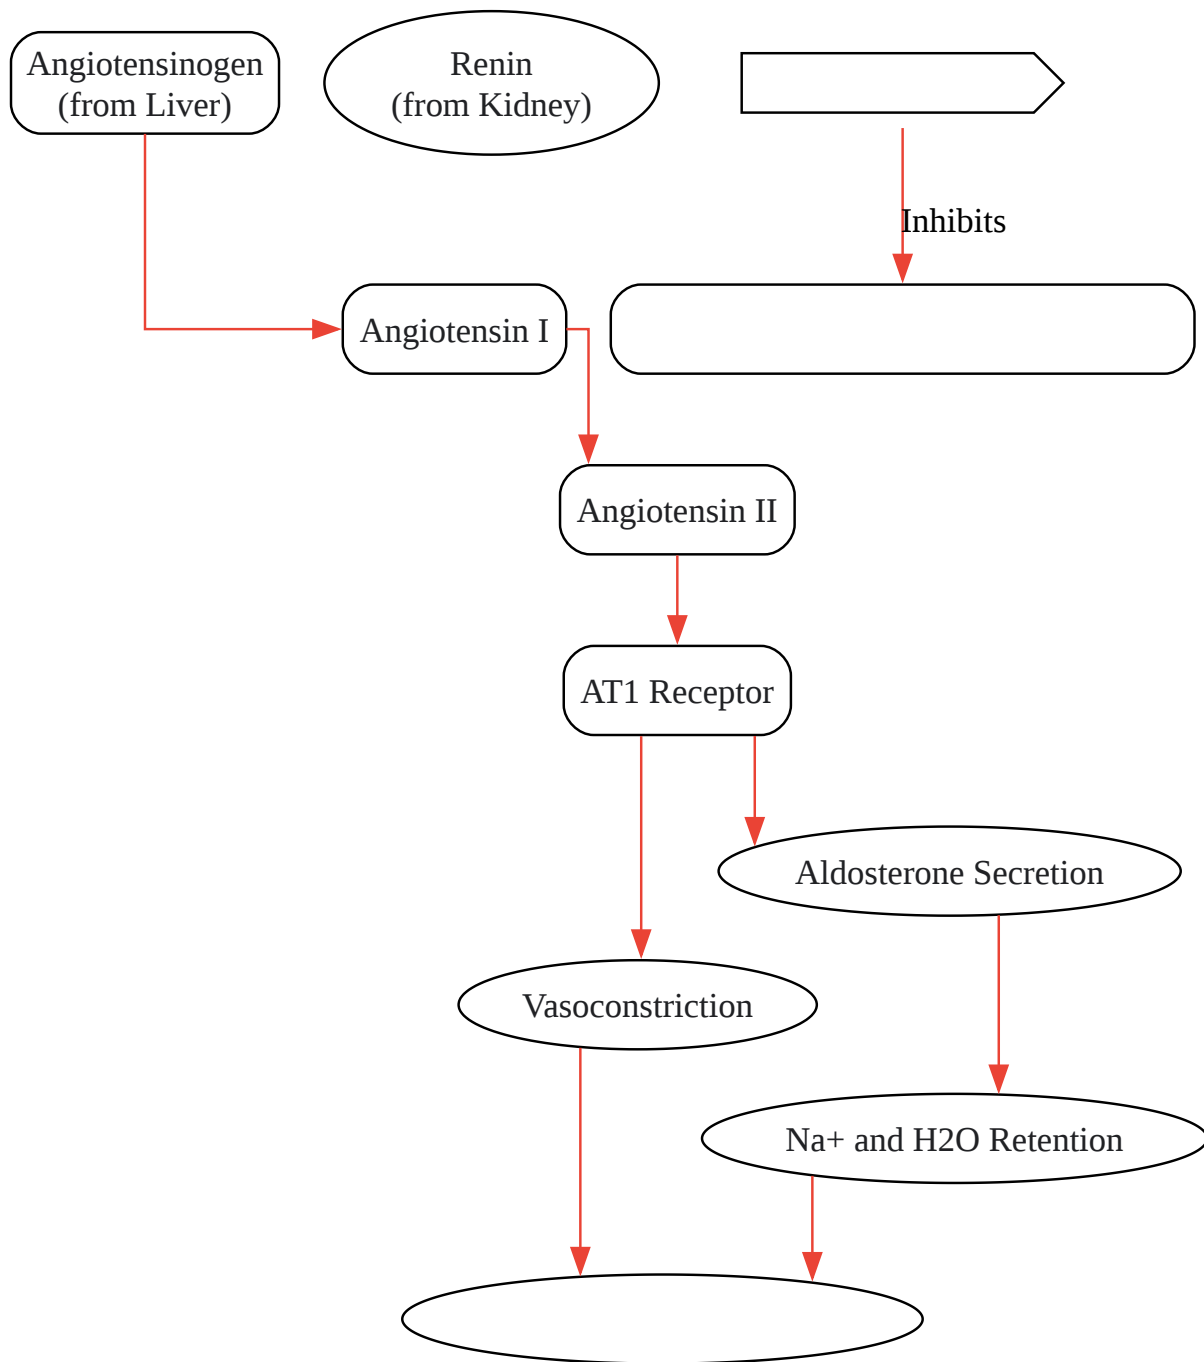 Angiotensinogen
(from Liver)
Renin
(from Kidney)
Inhibits
Angiotensin I
Angiotensin II
AT1 Receptor
Aldosterone Secretion
Vasoconstriction
Na+ and H2O Retention